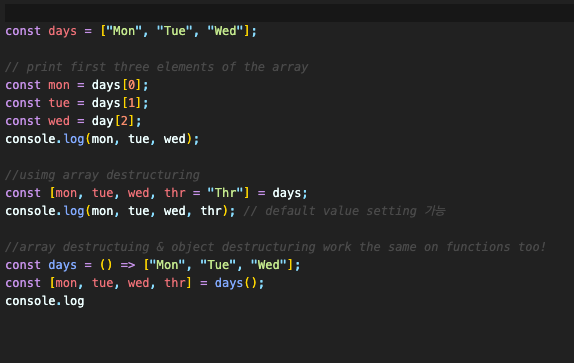 const days = ["Mon", "Tue", "Wed"];
// print first three elements of the array
const mon = days[0];
const tue = days[1];
const wed = day[2];
console.log(mon, tue, wed);
//usimg array destructuring
const [mon, tue, wed, thr = "Thr"] = days;
console.log(mon, tue, wed, thr); // default value setting 가능
//array destructuing & object destructuring work the same on functions too!
const days = () => ["Mon", "Tue", "Wed"];
const [mon, tue, wed, thr] = days();
console.log